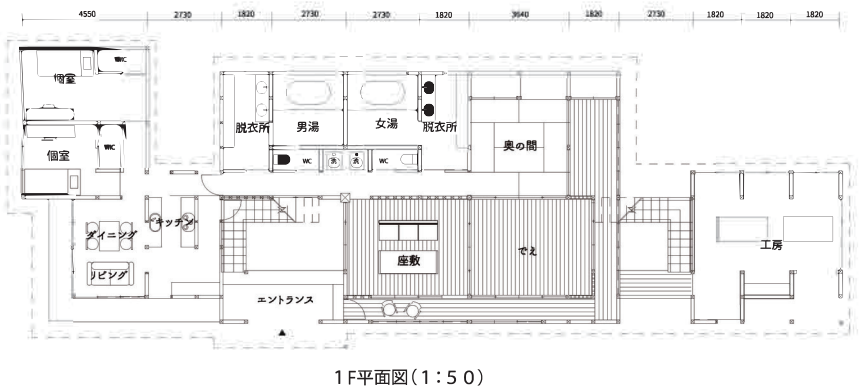 4550 2730 1820 2730 2730 1820 3640 1820 2730 1820 1820 1820
個室
WC
個室
WC
脱衣所 男湯 女湯 脱衣所
WC 洗 洗 WC
奥の間
ダイニング キッチン
リビング
座敷 でえ 工房
エントランス
1F平面図(1:50)